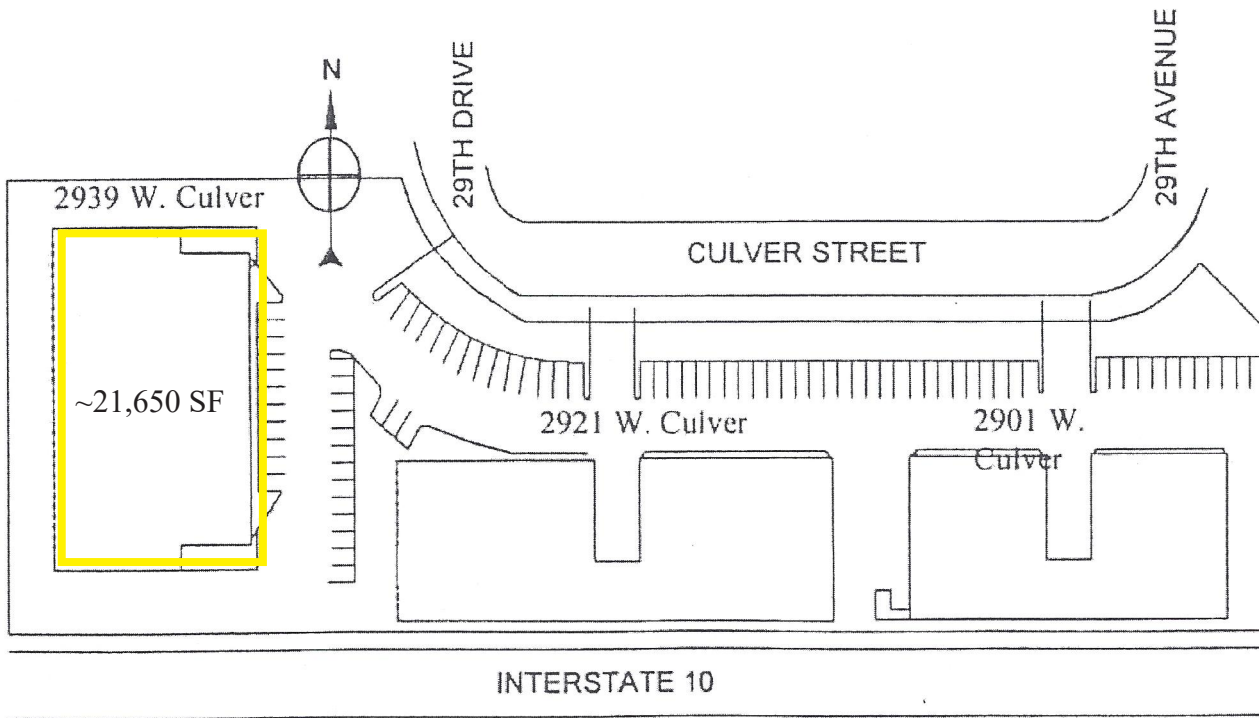 29TH DRIVE
29TH AVENUE
N
2939 W. Culver
CULVER STREET
~21,650 SF
2921 W. Culver
2901 W.
Culver
INTERSTATE 10